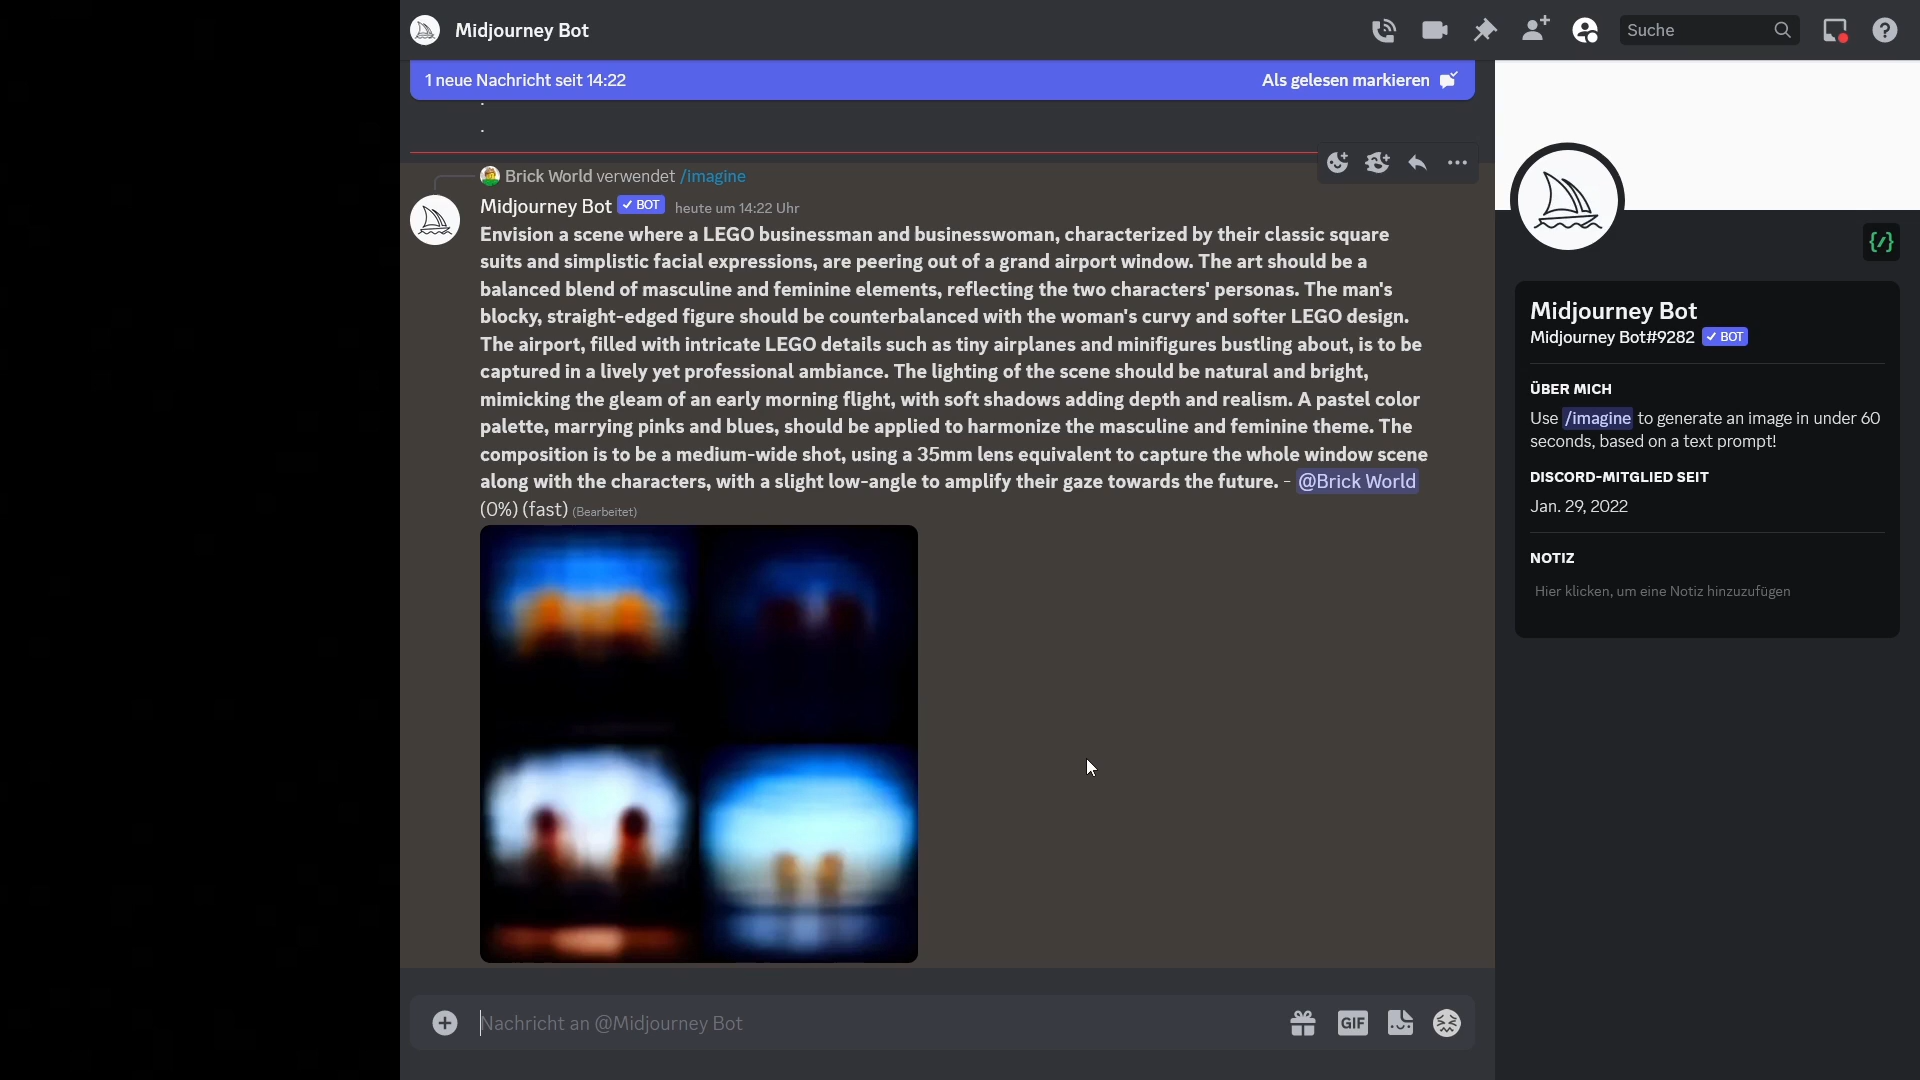 Midjourney Bot
Suche
1 neue Nachricht seit 14:22
Als gelesen markieren
.
.
Brick World verwendet /imagine
Midjourney Bot BOT heute um 14:22 Uhr
Envision a scene where a LEGO businessman and businesswoman, characterized by their classic square
suits and simplistic facial expressions, are peering out of a grand airport window. The art should be a
balanced blend of masculine and feminine elements, reflecting the two characters' personas. The man's
blocky, straight-edged figure should be counterbalanced with the woman's curvy and softer LEGO design.
The airport, filled with intricate LEGO details such as tiny airplanes and minifigures bustling about, is to be
captured in a lively yet professional ambiance. The lighting of the scene should be natural and bright,
mimicking the gleam of an early morning flight, with soft shadows adding depth and realism. A pastel color
palette, marrying pinks and blues, should be applied to harmonize the masculine and feminine theme. The
composition is to be a medium-wide shot, using a 35mm lens equivalent to capture the whole window scene
along with the characters, with a slight low-angle to amplify their gaze towards the future. - @Brick World
(0%) (fast) (Bearbeitet)
Nachricht an @Midjourney Bot
GIF
{/}
Midjourney Bot
Midjourney Bot#9282 BOT
ÜBER MICH
Use /imagine to generate an image in under 60
seconds, based on a text prompt!
DISCORD-MITGLIED SEIT
Jan. 29, 2022
NOTIZ
Hier klicken, um eine Notiz hinzuzufügen